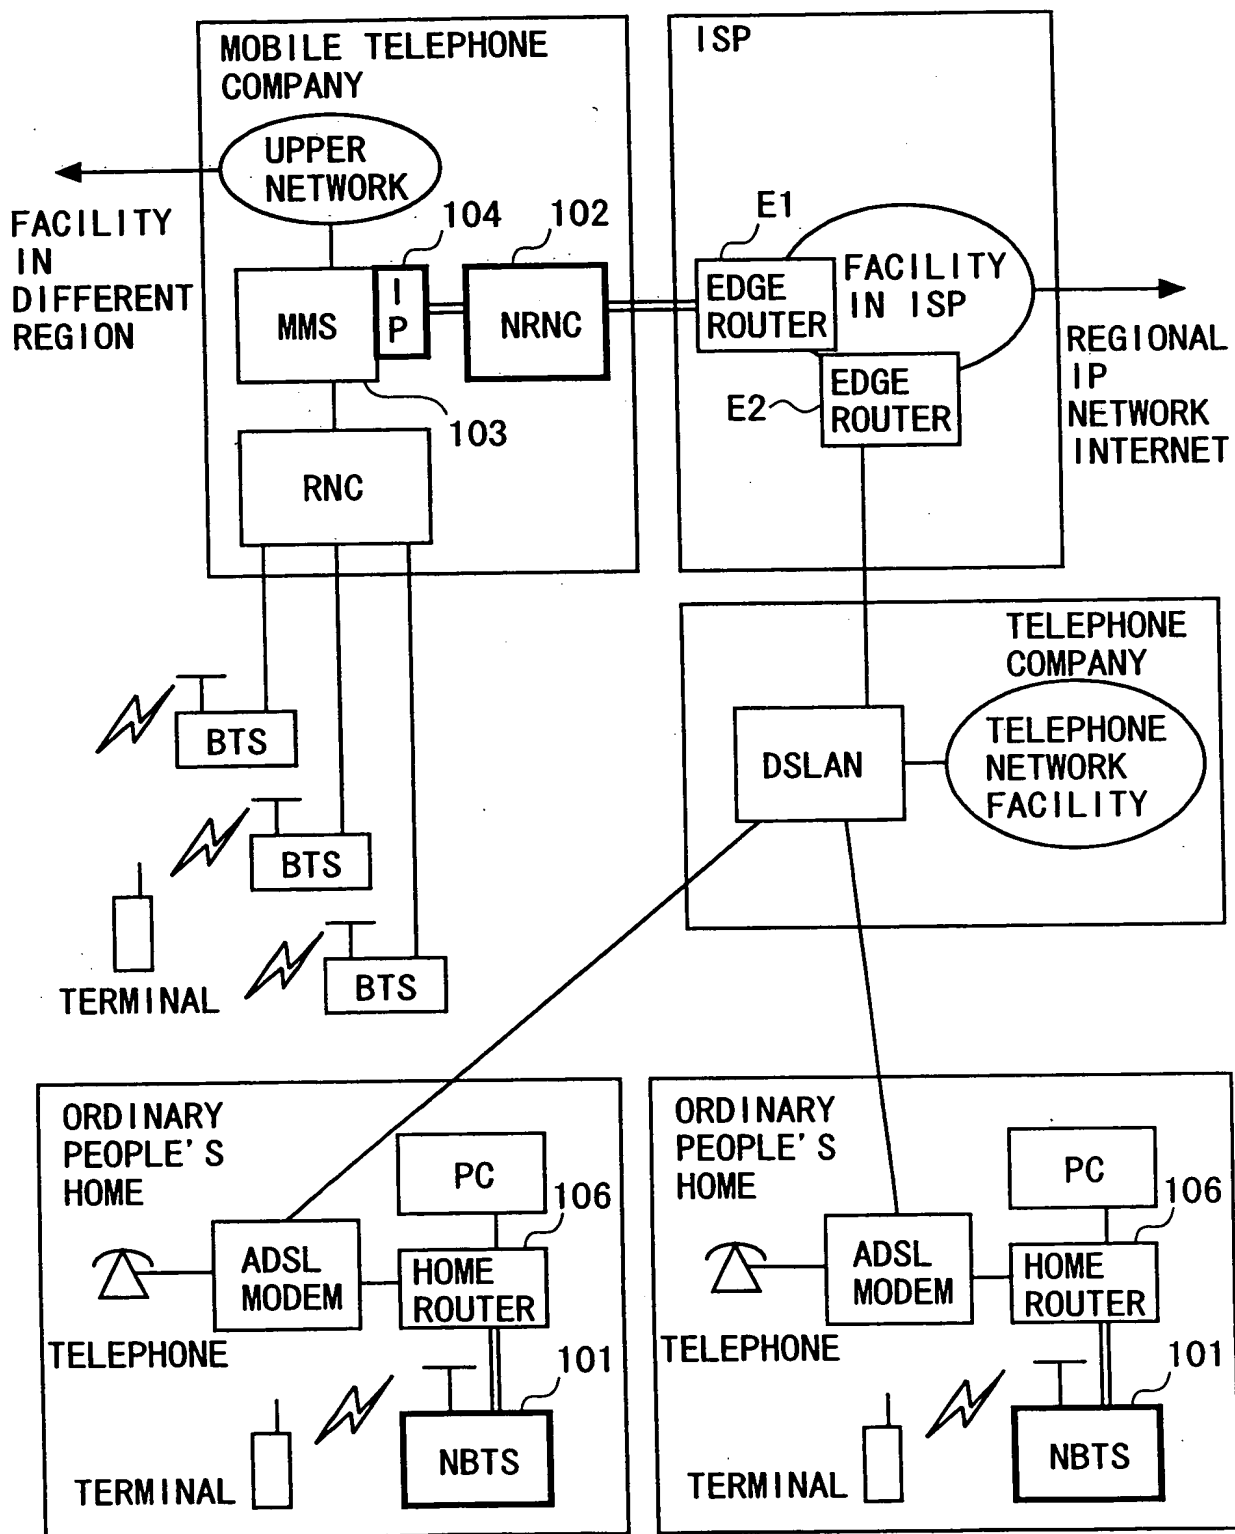 MOBILE TELEPHONE
COMPANY
ISP
UPPER
NETWORK
FACILITY
IN
DIFFERENT
REGION
104
102
E1
MMS
IP
NRNC
EDGE
ROUTER
FACILITY
IN ISP
REGIONAL
IP
NETWORK
INTERNET
103
E2
EDGE
ROUTER
RNC
TELEPHONE
COMPANY
BTS
DSLAN
TELEPHONE
NETWORK
FACILITY
BTS
BTS
TERMINAL
ORDINARY
PEOPLE'S
HOME
PC
106
ADSL
MODEM
HOME
ROUTER
TELEPHONE
101
NBTS
TERMINAL
ORDINARY
PEOPLE'S
HOME
PC
106
ADSL
MODEM
HOME
ROUTER
TELEPHONE
101
NBTS
TERMINAL